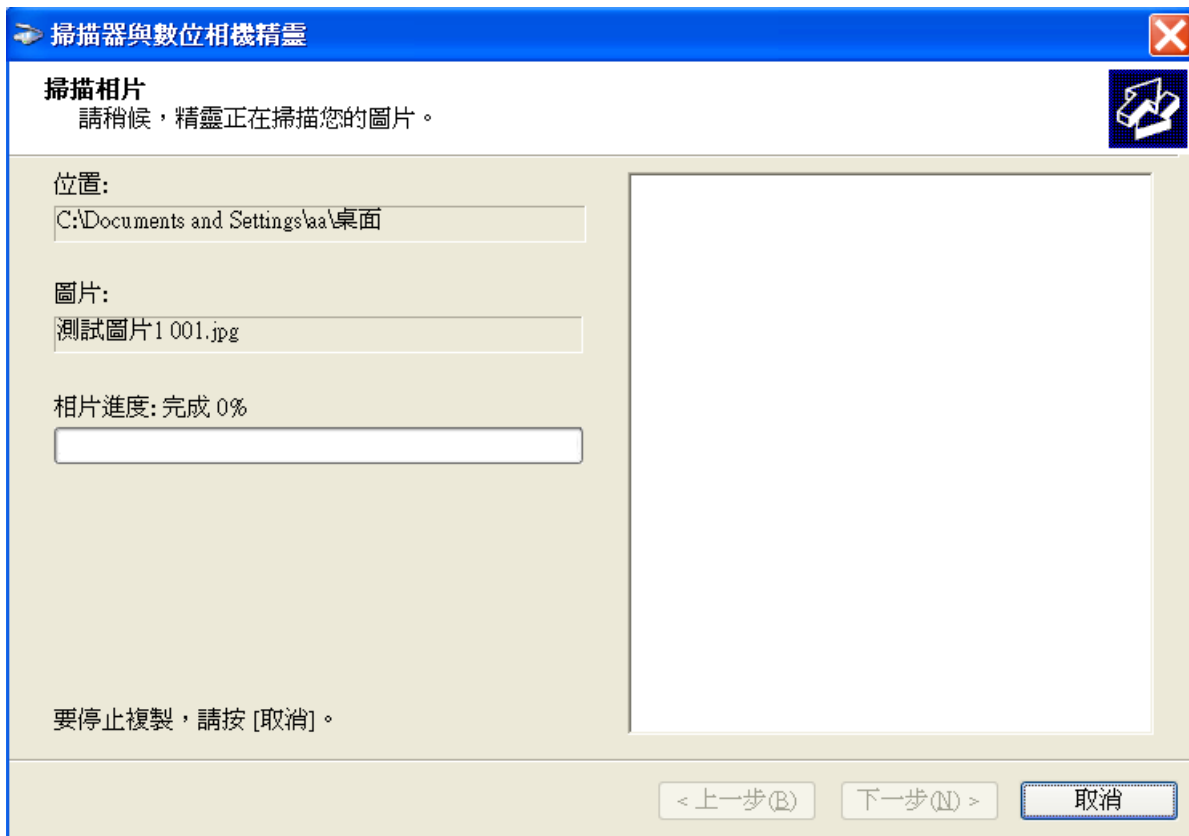 掃描器與數位相機精靈
掃描相片
請稍候，精靈正在掃描您的圖片。
位置:
C:\Documents and Settings\aa\桌面
圖片:
測試圖片1 001.jpg
相片進度: 完成 0%
要停止複製，請按 [取消]。
< 上一步(B)
下一步(N) >
取消